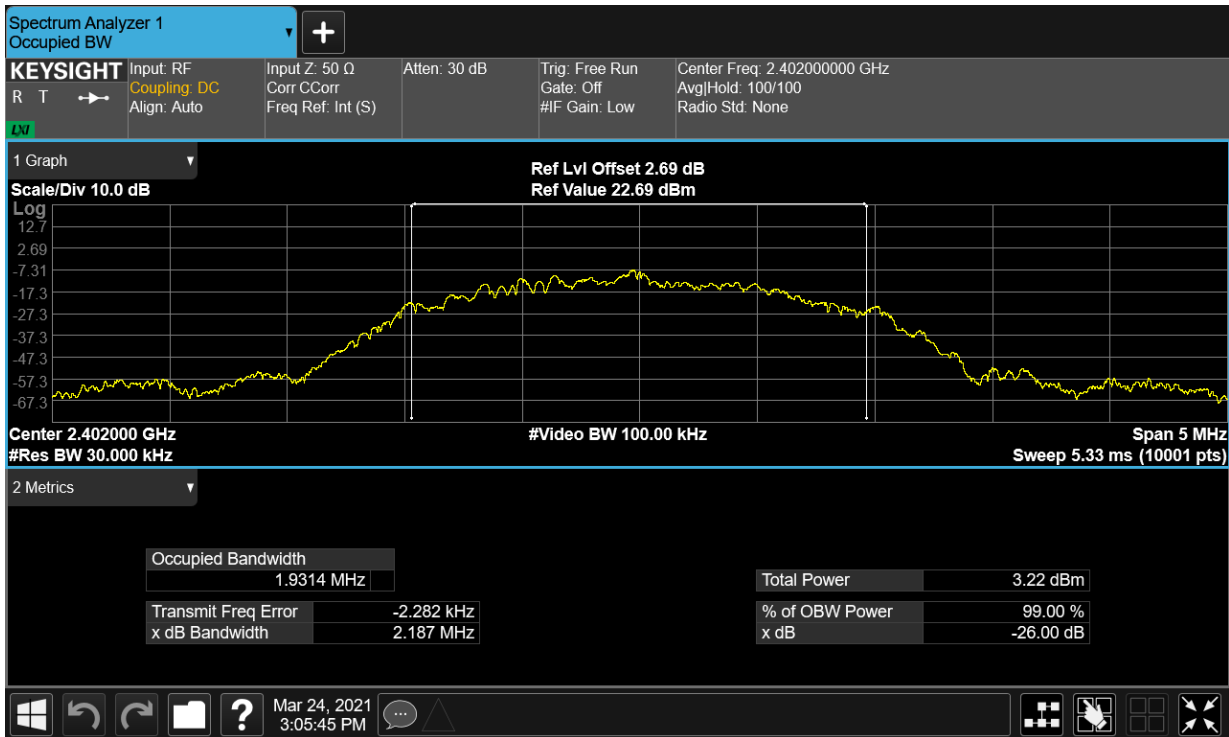 Spectrum Analyzer 1
Occupied BW
+
KEYSIGHT Input: RF Input Z: 50 Ω Atten: 30 dB Trig: Free Run Center Freq: 2.402000000 GHz
R T Coupling: DC Corr CCorr Gate: Off Avg|Hold: 100/100
Align: Auto Freq Ref: Int (S) #IF Gain: Low Radio Std: None
LXI
1 Graph
Ref Lvl Offset 2.69 dB
Scale/Div 10.0 dB Ref Value 22.69 dBm
Log
12.7
2.69
-7.31
-17.3
-27.3
-37.3
-47.3
-57.3
-67.3
Center 2.402000 GHz #Video BW 100.00 kHz Span 5 MHz
#Res BW 30.000 kHz Sweep 5.33 ms (10001 pts)
2 Metrics
Occupied Bandwidth
1.9314 MHz Total Power 3.22 dBm
Transmit Freq Error -2.282 kHz % of OBW Power 99.00 %
x dB Bandwidth 2.187 MHz x dB -26.00 dB
? Mar 24, 2021
3:05:45 PM